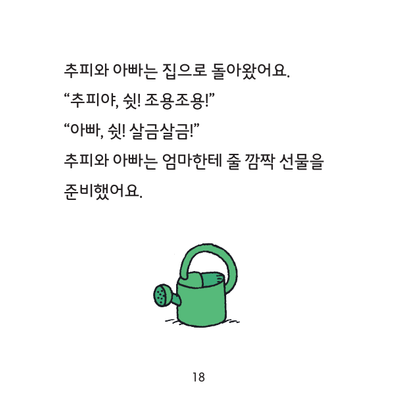 추피와 아빠는 집으로 돌아왔어요.
“추피야, 쉿! 조용조용!”
“아빠, 쉿! 살금살금!”
추피와 아빠는 엄마한테 줄 깜짝 선물을
준비했어요.
18